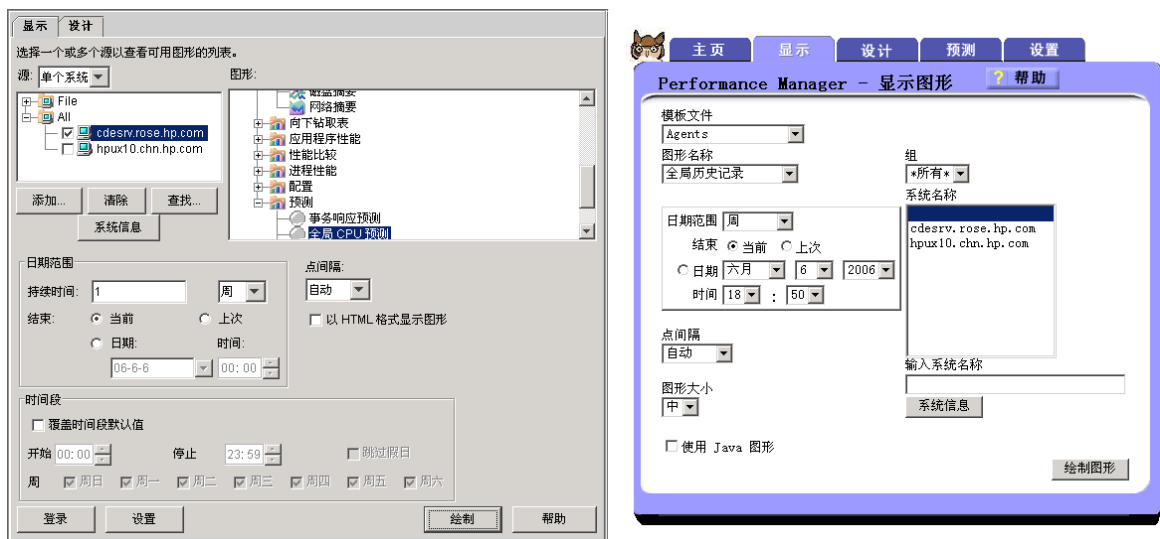 显示 设计
选择一个或多个源以查看可用图形的列表。
源: 单个系统
图形:
File
All
cdesrv.rose.hp.com
hpux10.chn.hp.com
添加... 清除 查找...
系统信息
磁盘摘要
网络摘要
向下钻取表
应用程序性能
性能比较
进程性能
配置
预测
事务响应预测
全局 CPU 预测
日期范围
持续时间: 1 周
结束: 当前 上次
日期: 时间:
06-6-6 00:00
点间隔:
自动
以 HTML 格式显示图形
时间段
覆盖时间段默认值
开始 00:00 停止 23:59 跳过假日
周 周日 周一 周二 周三 周四 周五 周六
登录 设置 绘制 帮助
主页 显示 设计 预测 设置
Performance Manager - 显示图形 ? 帮助
模板文件
Agents
图形名称
全局历史记录
日期范围 周
结束 当前 上次
日期 六月 6 2006
时间 18 : 50
点间隔
自动
图形大小
中
使用 Java 图形
组
*所有*
系统名称
cdesrv.rose.hp.com
hpux10.chn.hp.com
输入系统名称
系统信息
绘制图形